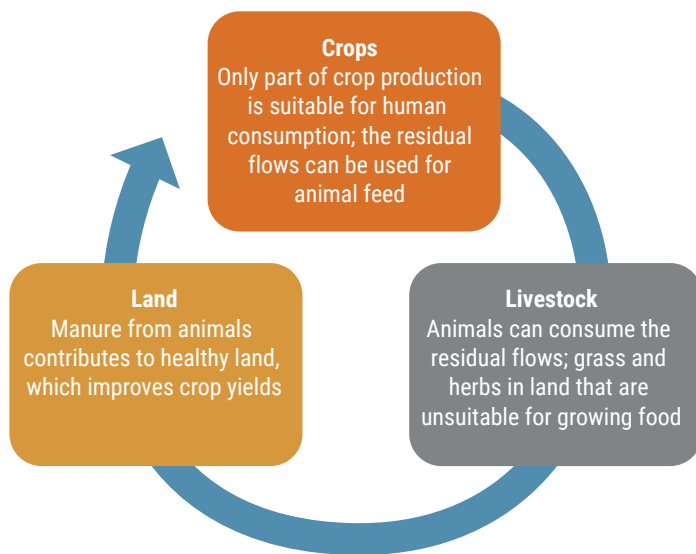 Crops
Only part of crop production
is suitable for human
consumption; the residual
flows can be used for
animal feed
Land
Manure from animals
contributes to healthy land,
which improves crop yields
Livestock
Animals can consume the
residual flows; grass and
herbs in land that are
unsuitable for growing food